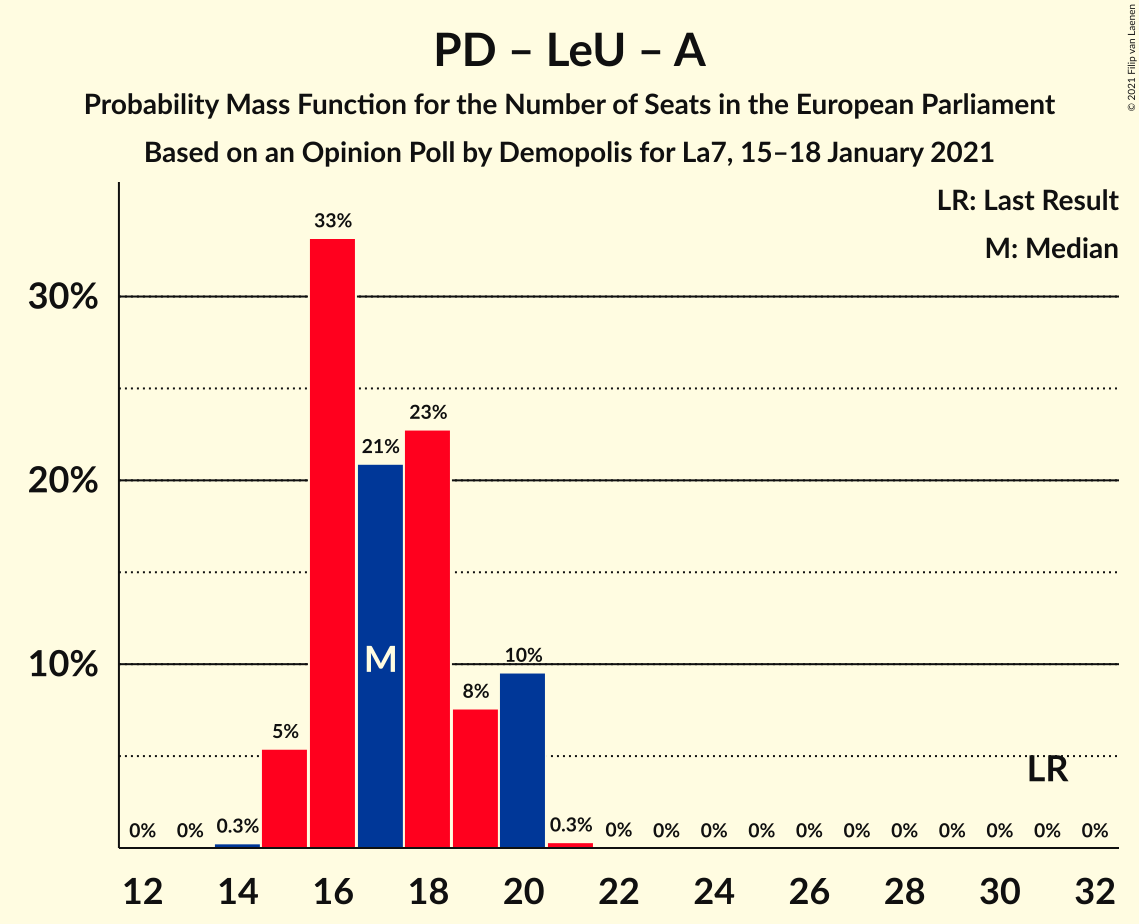 PD – LeU – A
Probability Mass Function for the Number of Seats in the European Parliament
Based on an Opinion Poll by Demopolis for La7, 15–18 January 2021
© 2021 Filip van Laenen
LR: Last Result
M: Median
30%
20%
10%
0% 0% 0.3% 5% 33% 21% 23% 8% 10% 0.3% 0% 0% 0% 0% 0% 0% 0% 0% 0% 0% 0%
M
LR
12 14 16 18 20 22 24 26 28 30 32